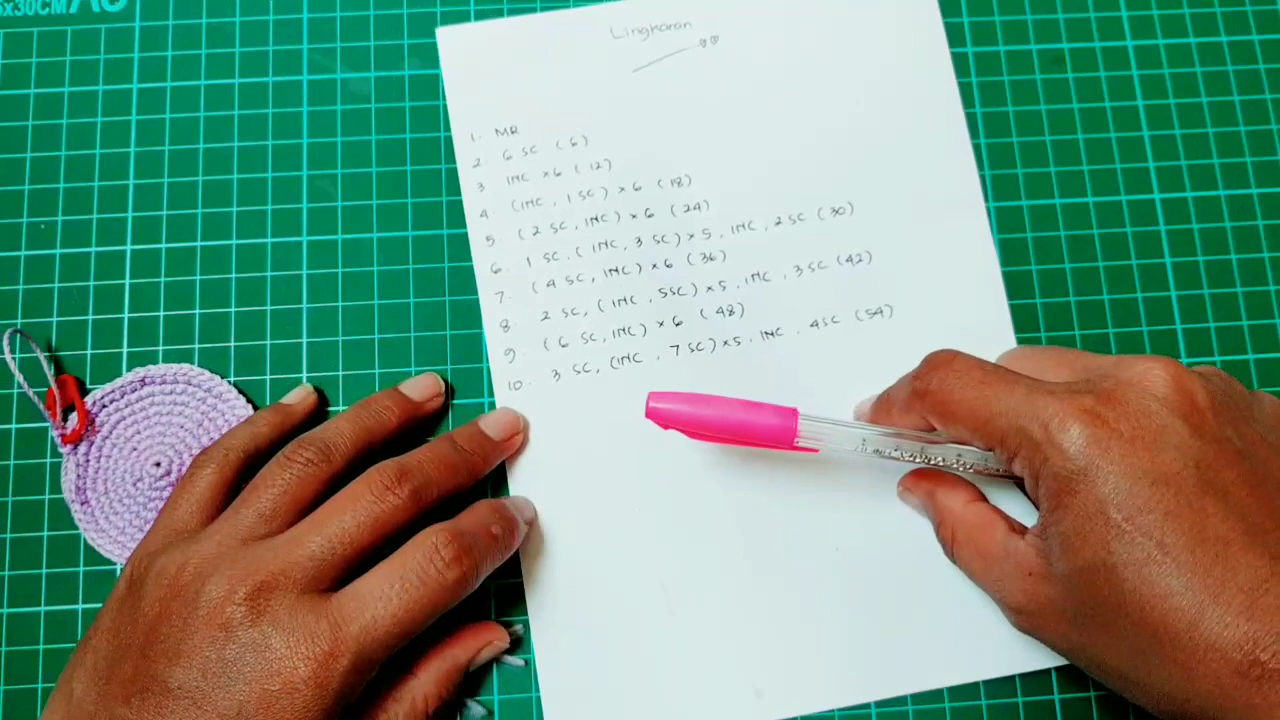 x30CM
Lingkaran
1. MR
2. 6 SC (6)
3 INC x6 (12)
4. (INC, 1 SC) x 6 (18)
5. (2 SC, INC) x 6 (24)
6. 1 SC. (INC, 3 SC) x 5, INC, 2 SC (30)
7. (4 SC, INC) x 6 (36)
8 2 SC, (INC, 5SC) x 5, INC, 3 SC (42)
9. (6 SC, INC) x 6 (48)
10. 3 SC, (INC, 7 SC) x 5. INC, 4SC (54)